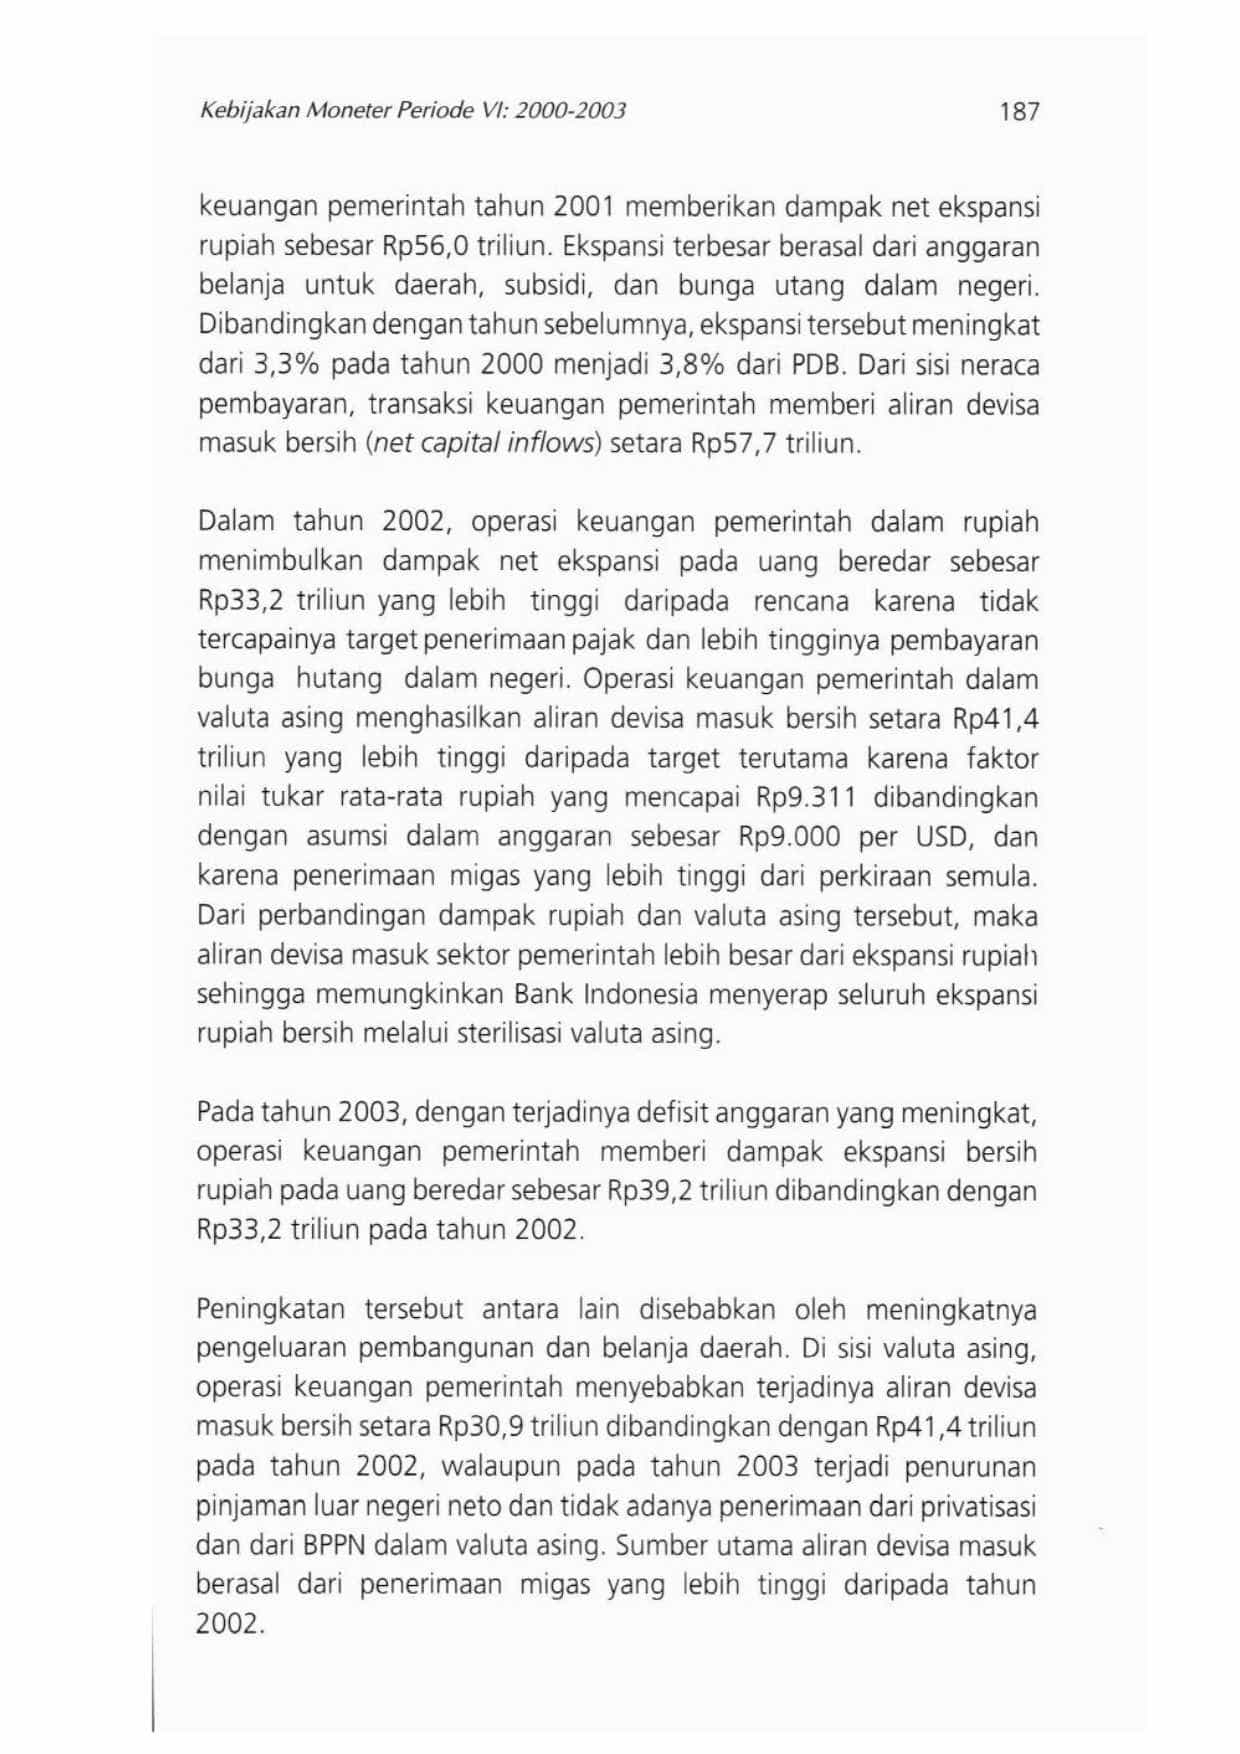 Kebijakan Moneter Periode VI: 2000-2003 187
keuangan pemerintah tahun 2001 memberikan dampak net ekspansi
rupiah sebesar Rp56,0 triliun. Ekspansi terbesar berasal dari anggaran
belanja untuk daerah, subsidi, dan bunga utang dalam negeri.
Dibandingkan dengan tahun sebelumnya, ekspansi tersebut meningkat
dari 3,3% pada tahun 2000 menjadi 3,8% dari PDB. Dari sisi neraca
pembayaran, transaksi keuangan pemerintah memberi aliran devisa
masuk bersih (net capital inflows) setara Rp57,7 triliun.
Dalam tahun 2002, operasi keuangan pemerintah dalam rupiah
menimbulkan dampak net ekspansi pada uang beredar sebesar
Rp33,2 triliun yang lebih tinggi daripada rencana karena tidak
tercapainya target penerimaan pajak dan lebih tingginya pembayaran
bunga hutang dalam negeri. Operasi keuangan pemerintah dalam
valuta asing menghasilkan aliran devisa masuk bersih setara Rp41,4
triliun yang lebih tinggi daripada target terutama karena faktor
nilai tukar rata-rata rupiah yang mencapai Rp9.311 dibandingkan
dengan asumsi dalam anggaran sebesar Rp9.000 per USD, dan
karena penerimaan migas yang lebih tinggi dari perkiraan semula.
Dari perbandingan dampak rupiah dan valuta asing tersebut, maka
aliran devisa masuk sektor pemerintah lebih besar dari ekspansi rupiah
sehingga memungkinkan Bank Indonesia menyerap seluruh ekspansi
rupiah bersih melalui sterilisasi valuta asing.
Pada tahun 2003, dengan terjadinya defisit anggaran yang meningkat,
operasi keuangan pemerintah memberi dampak ekspansi bersih
rupiah pada uang beredar sebesar Rp39,2 triliun dibandingkan dengan
Rp33,2 triliun pada tahun 2002.
Peningkatan tersebut antara lain disebabkan oleh meningkatnya
pengeluaran pembangunan dan belanja daerah. Di sisi valuta asing,
operasi keuangan pemerintah menyebabkan terjadinya aliran devisa
masuk bersih setara Rp30,9 triliun dibandingkan dengan Rp41,4 triliun
pada tahun 2002, walaupun pada tahun 2003 terjadi penurunan
pinjaman luar negeri neto dan tidak adanya penerimaan dari privatisasi
dan dari BPPN dalam valuta asing. Sumber utama aliran devisa masuk
berasal dari penerimaan migas yang lebih tinggi daripada tahun
2002.